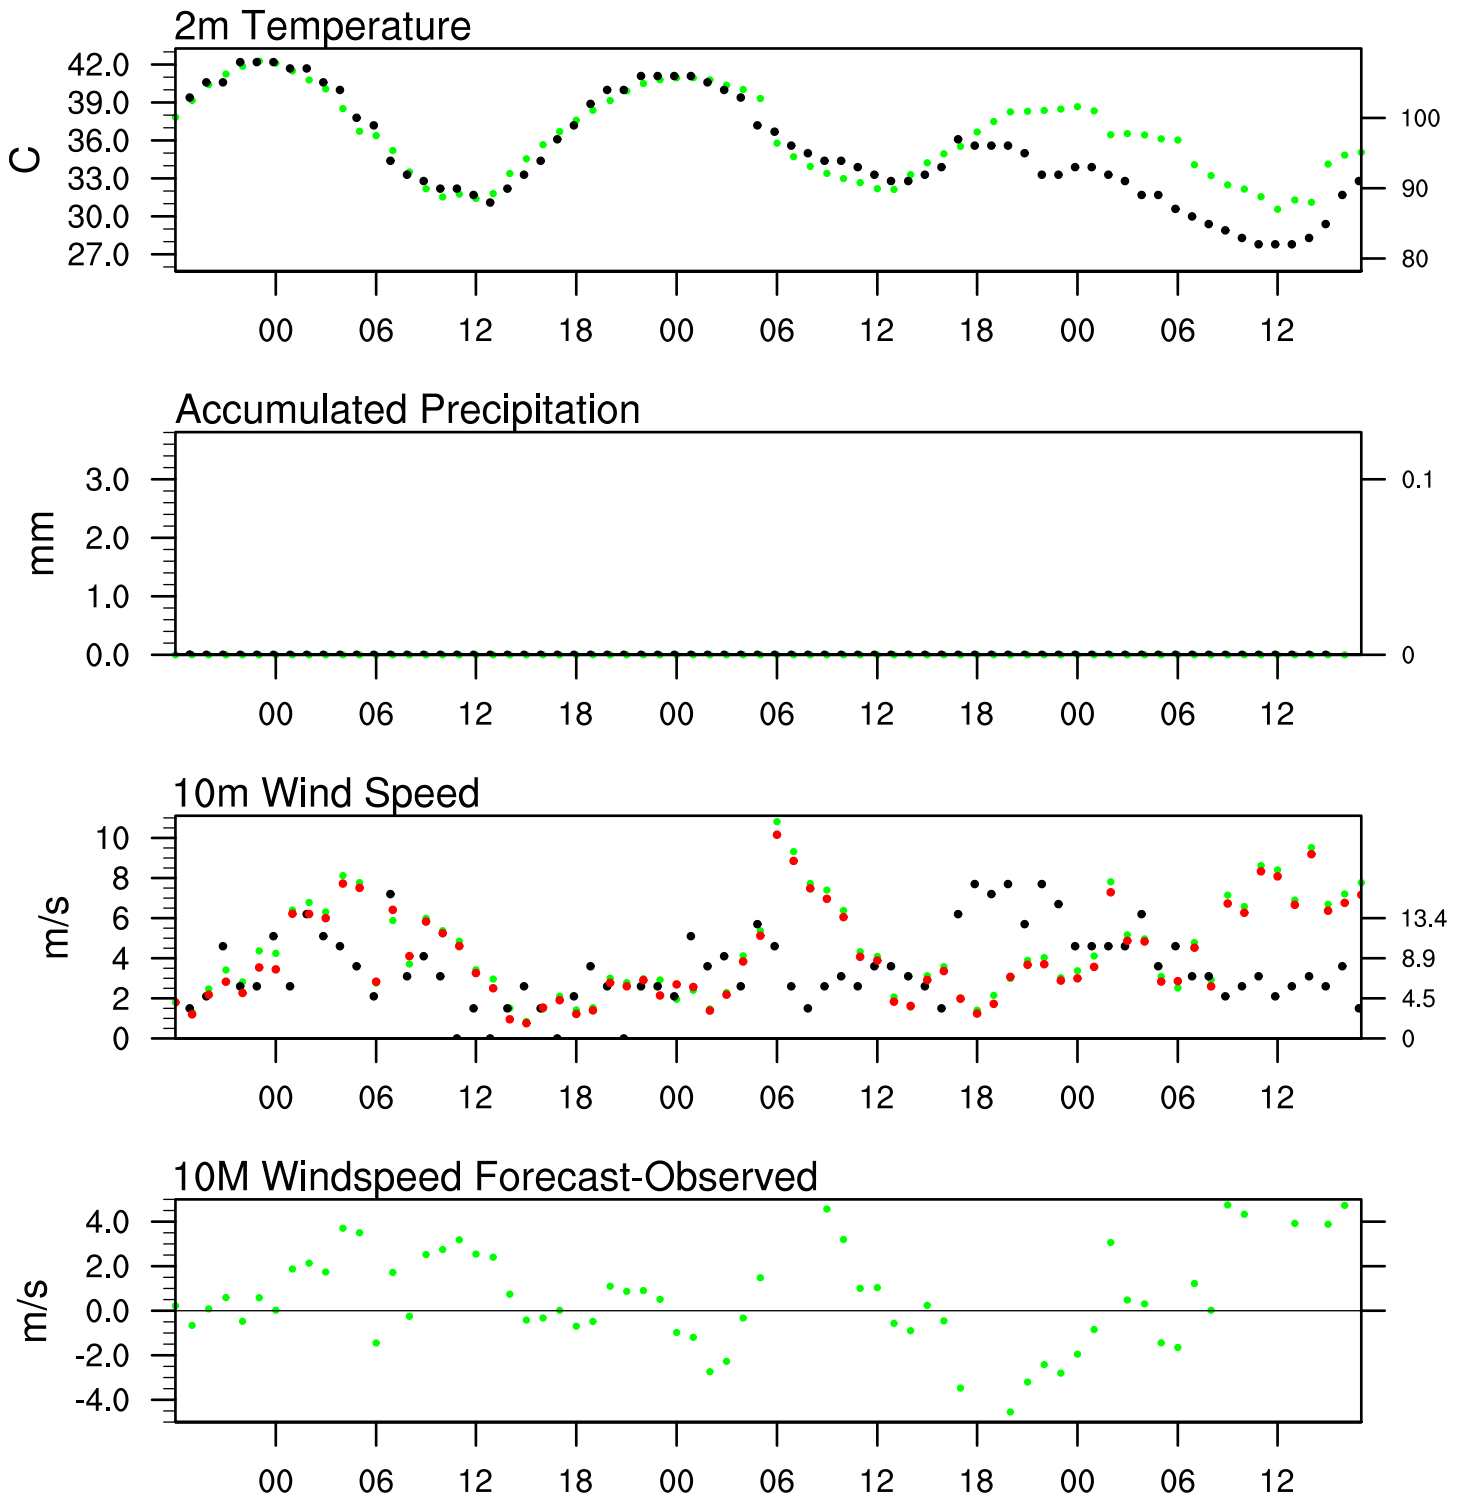 2m Temperature
42.0
39.0
36.0
33.0
30.0
27.0
C
100
90
80
00 06 12 18 00 06 12 18 00 06 12
Accumulated Precipitation
3.0
2.0
1.0
0.0
mm
0.1
0
00 06 12 18 00 06 12 18 00 06 12
10m Wind Speed
10
8
6
4
2
0
m/s
13.4
8.9
4.5
0
00 06 12 18 00 06 12 18 00 06 12
10M Windspeed Forecast-Observed
4.0
2.0
0.0
-2.0
-4.0
m/s
00 06 12 18 00 06 12 18 00 06 12